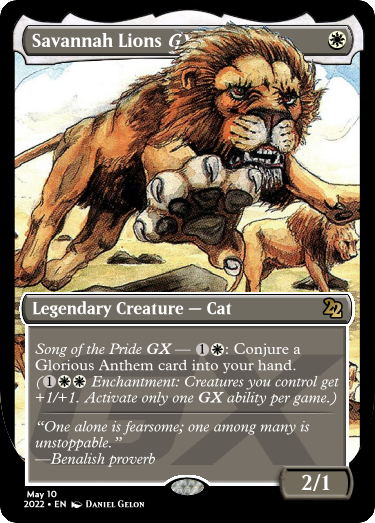 Savannah Lions GX
Legendary Creature — Cat
22
Song of the Pride GX — 1W: Conjure a
Glorious Anthem card into your hand.
(1WW Enchantment: Creatures you control get
+1/+1. Activate only one GX ability per game.)
“One alone is fearsome; one among many is
unstoppable.”
—Benalish proverb
2/1
May 10
2022 • EN Daniel Gelon